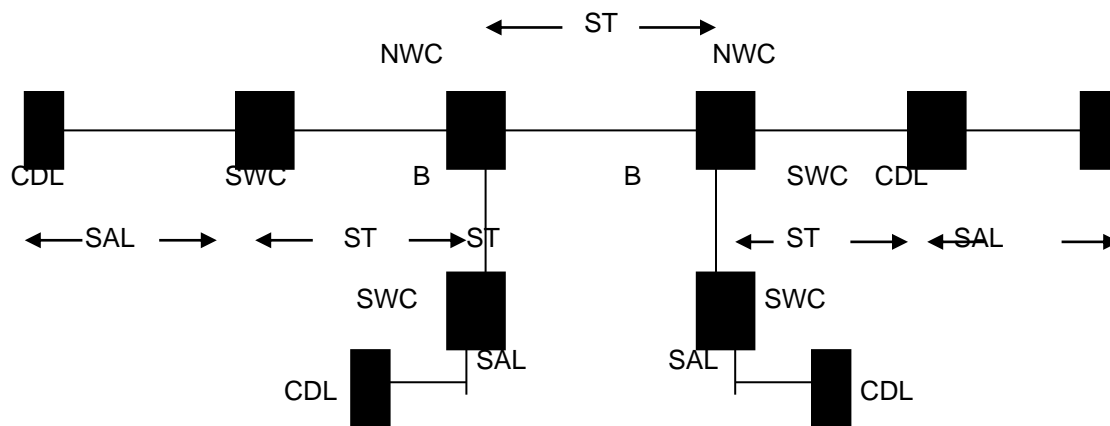 ST
NWC NWC
CDL SWC B B SWC CDL
SAL ST ST ST SAL
SWC SWC
SAL SAL
CDL CDL